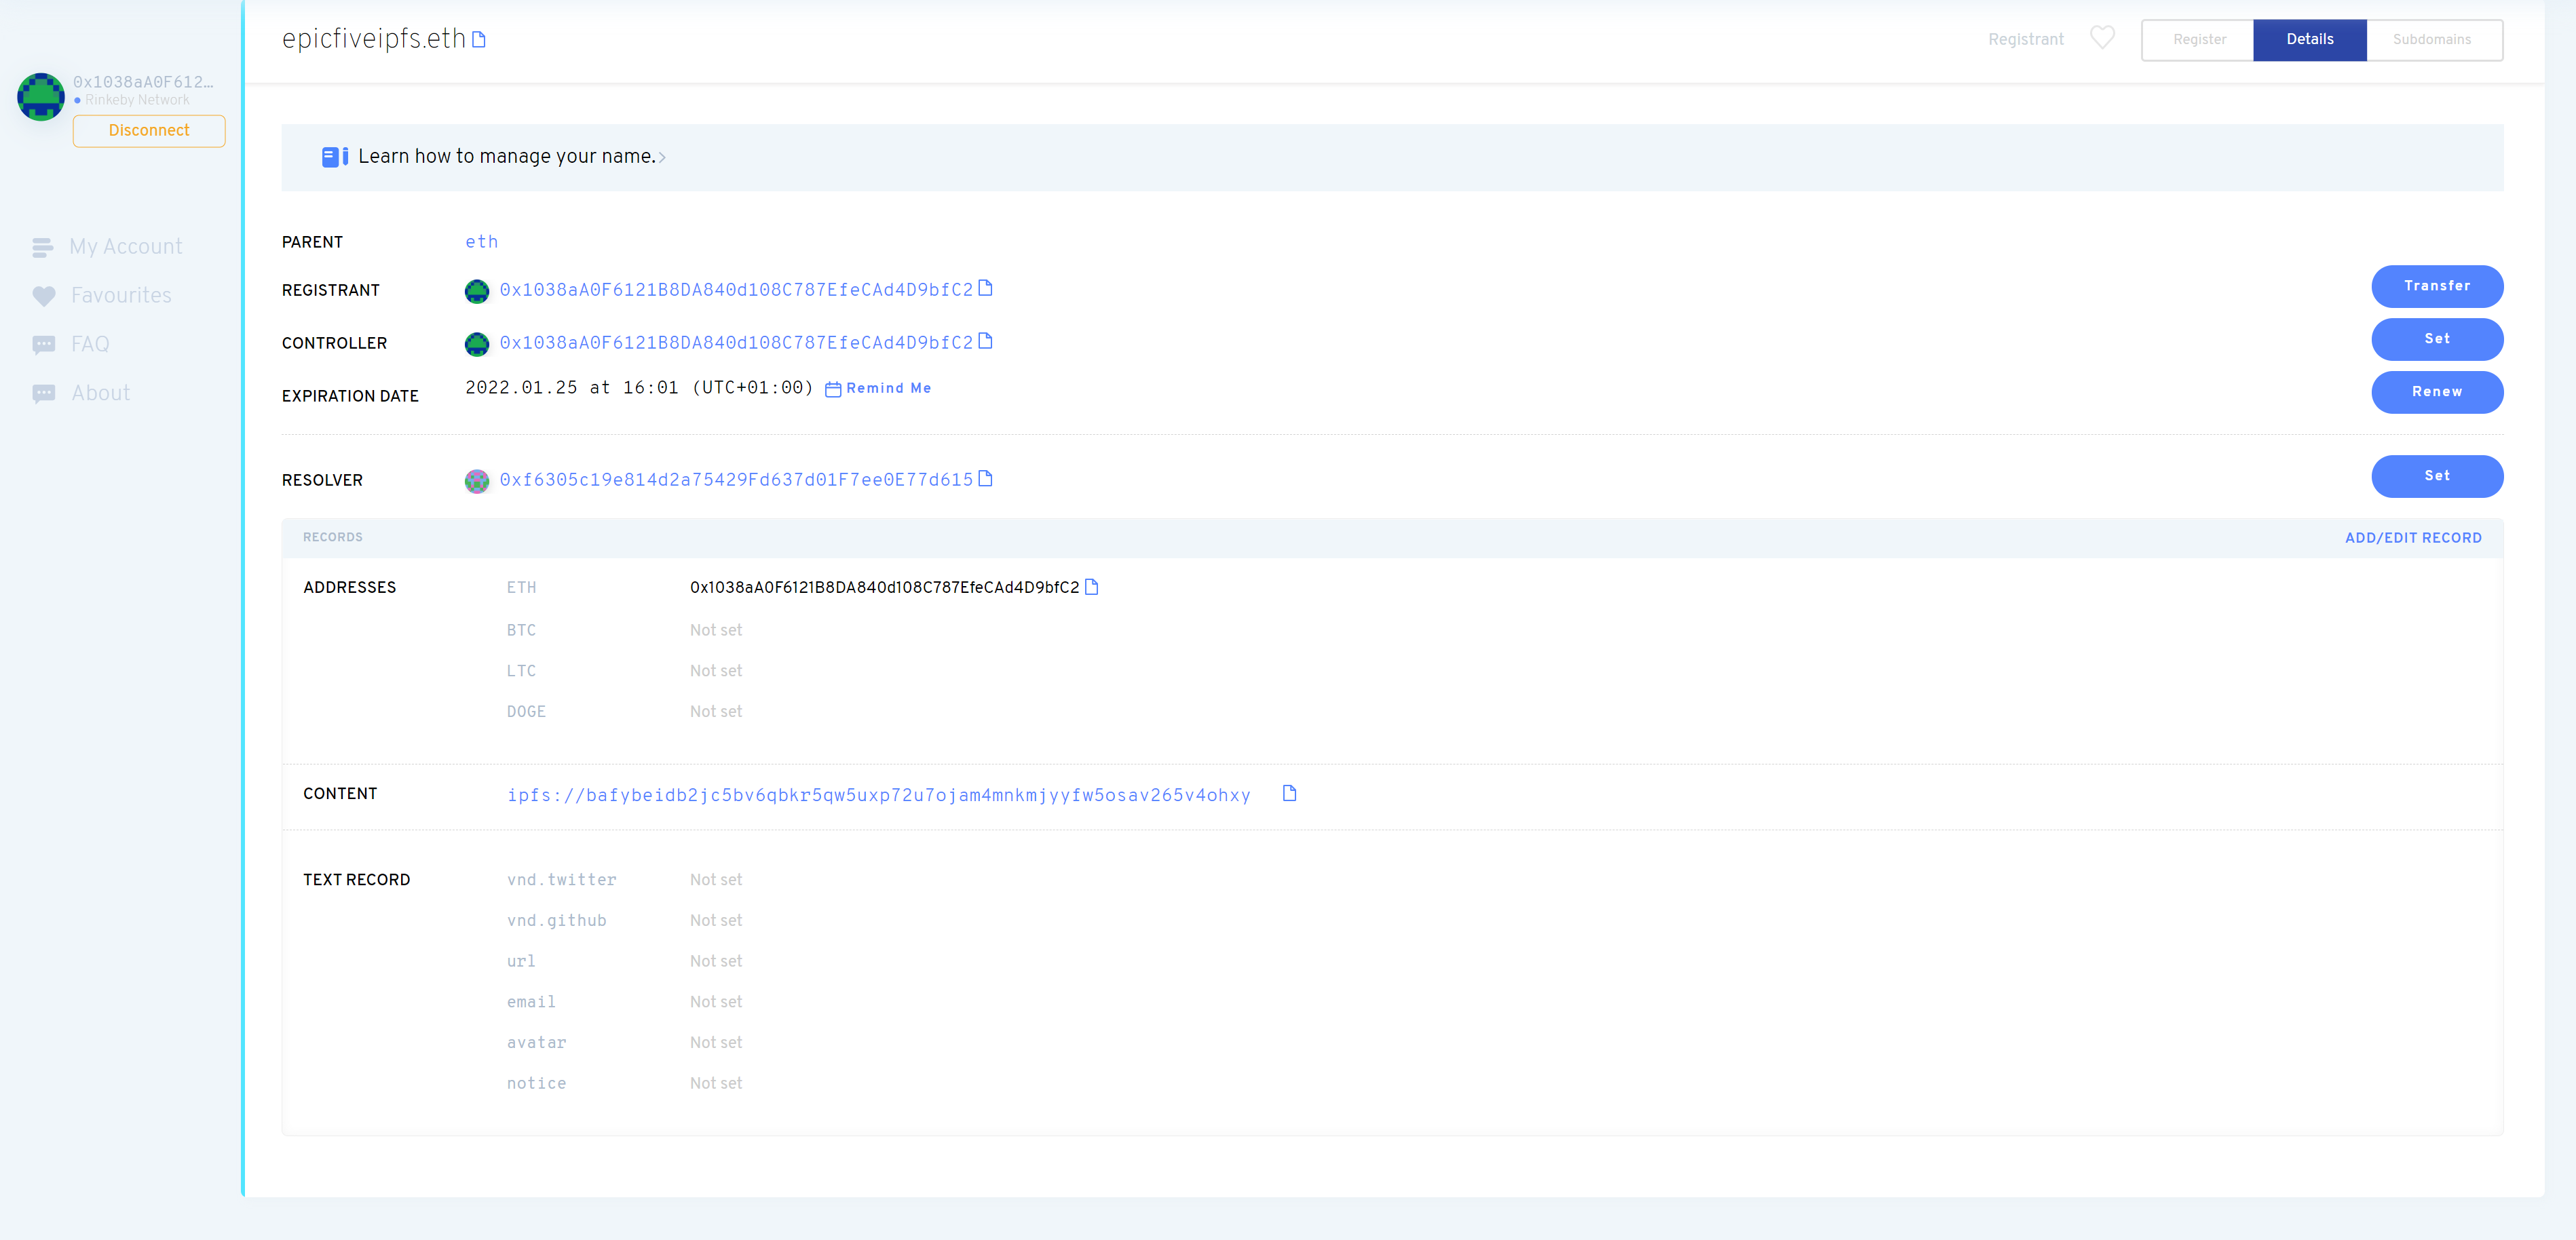 epicfiveipfs.eth
Registrant
Register
Details
Subdomains
0x1038aA0F612...
Rinkeby Network
Disconnect
My Account
Favourites
FAQ
About
Learn how to manage your name.
PARENT eth
REGISTRANT 0x1038aA0F6121B8DA840d108C787EfeCAd4D9bfC2 Transfer
CONTROLLER 0x1038aA0F6121B8DA840d108C787EfeCAd4D9bfC2 Set
EXPIRATION DATE 2022.01.25 at 16:01 (UTC+01:00) Remind Me Renew
RESOLVER 0xf6305c19e814d2a75429Fd637d01F7ee0E77d615 Set
RECORDS ADD/EDIT RECORD
ADDRESSES ETH 0x1038aA0F6121B8DA840d108C787EfeCAd4D9bfC2
BTC Not set
LTC Not set
DOGE Not set
CONTENT ipfs://bafybeidb2jc5bv6qbkr5qw5uxp72u7ojam4mnkmjyyfw5osav265v4ohxy
TEXT RECORD vnd.twitter Not set
vnd.github Not set
url Not set
email Not set
avatar Not set
notice Not set